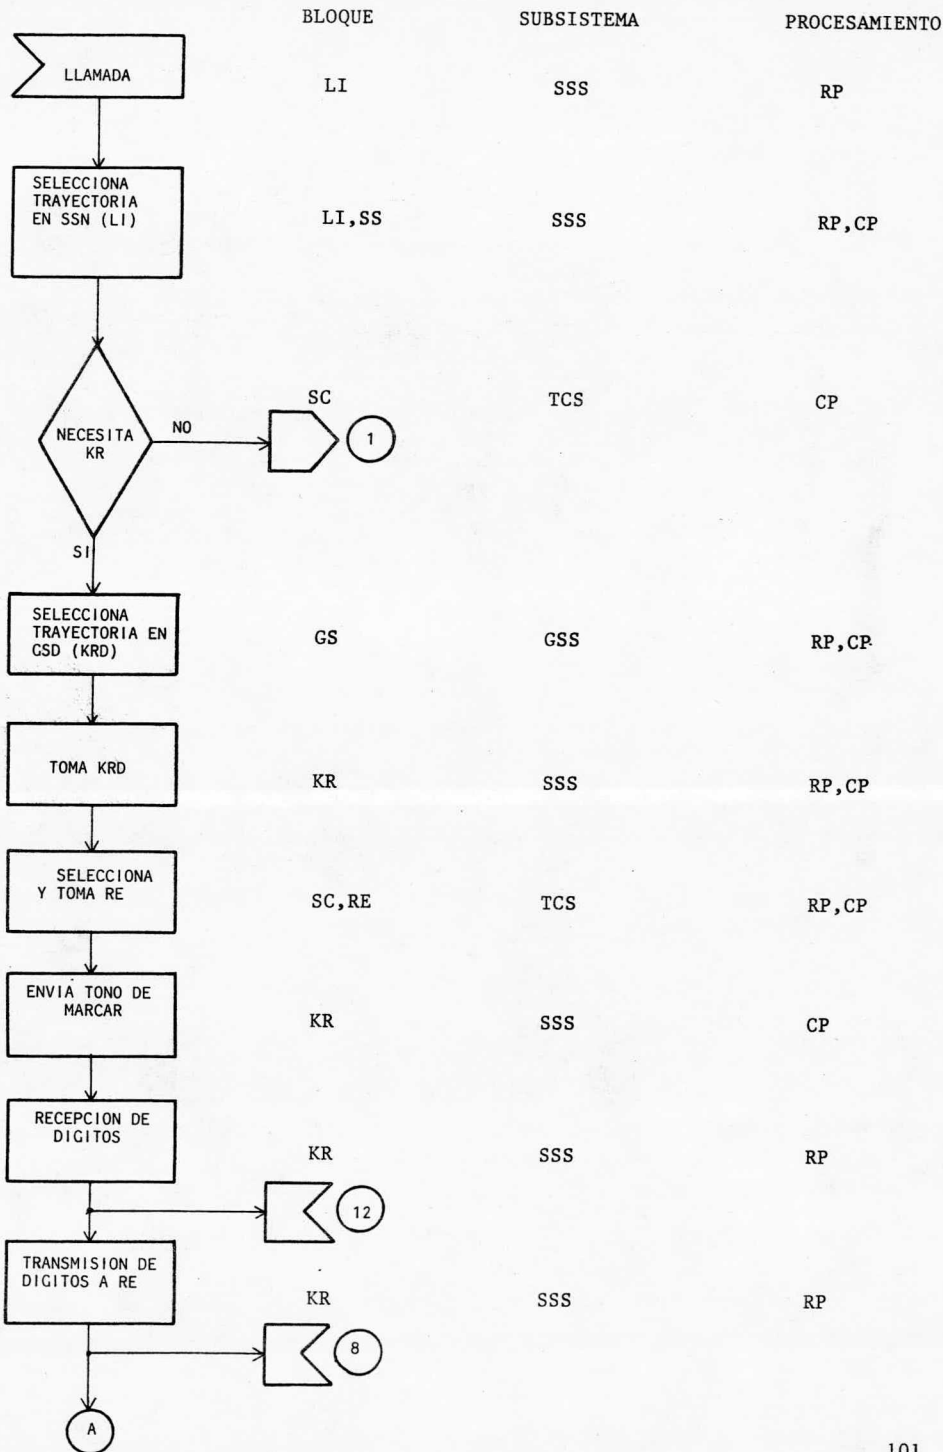 BLOQUE SUBSISTEMA PROCESAMIENTO
LLAMADA
LI SSS RP
SELECCIONA
TRAYECTORIA
EN SSN (LI)
LI,SS SSS RP,CP
NECESITA
KR
NO
SC TCS CP
1
SI
SELECCIONA
TRAYECTORIA EN
GSD (KRD)
GS GSS RP,CP
TOMA KRD
KR SSS RP,CP
SELECCIONA
Y TOMA RE
SC,RE TCS RP,CP
ENVIA TONO DE
MARCAR
KR SSS CP
RECEPCION DE
DIGITOS
KR SSS RP
12
TRANSMISION DE
DIGITOS A RE
KR SSS RP
8
A
101